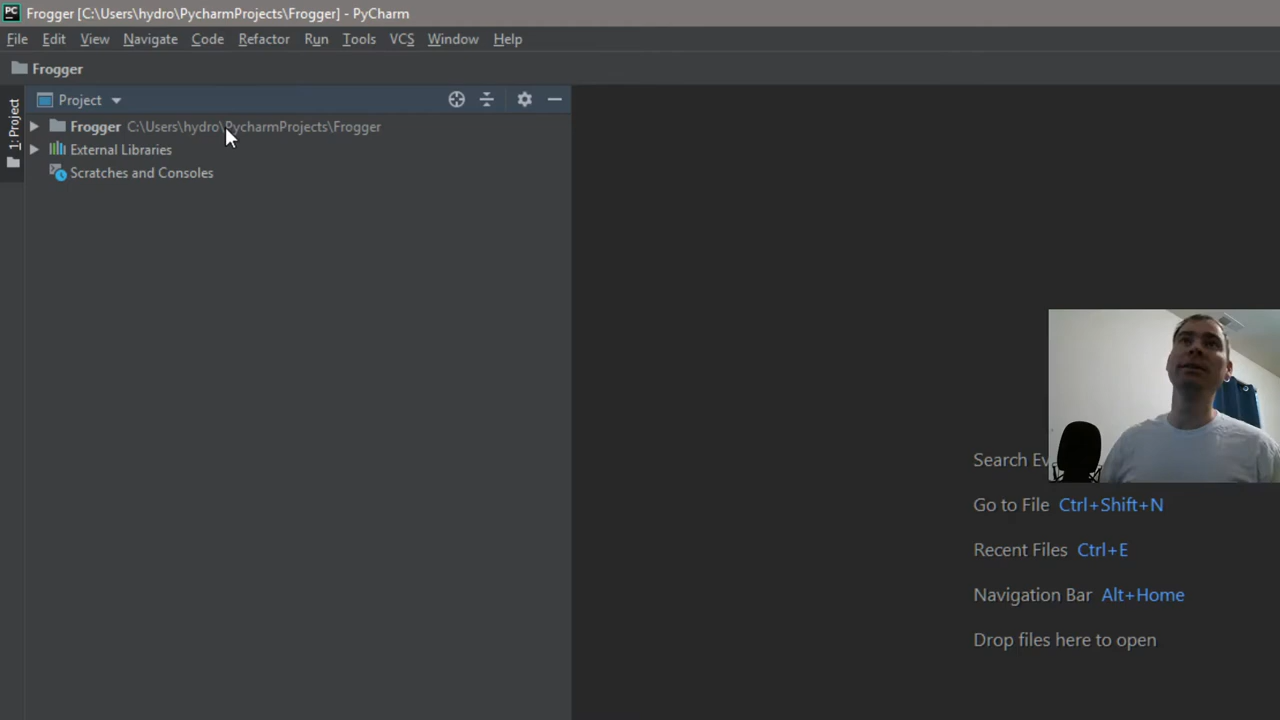 PC Frogger [C:\Users\hydro\PycharmProjects\Frogger] - PyCharm
File Edit View Navigate Code Refactor Run Tools VCS Window Help
Frogger
1: Project
Project
Frogger C:\Users\hydro\PycharmProjects\Frogger
External Libraries
Scratches and Consoles
Search
Go to File Ctrl+Shift+N
Recent Files Ctrl+E
Navigation Bar Alt+Home
Drop files here to open